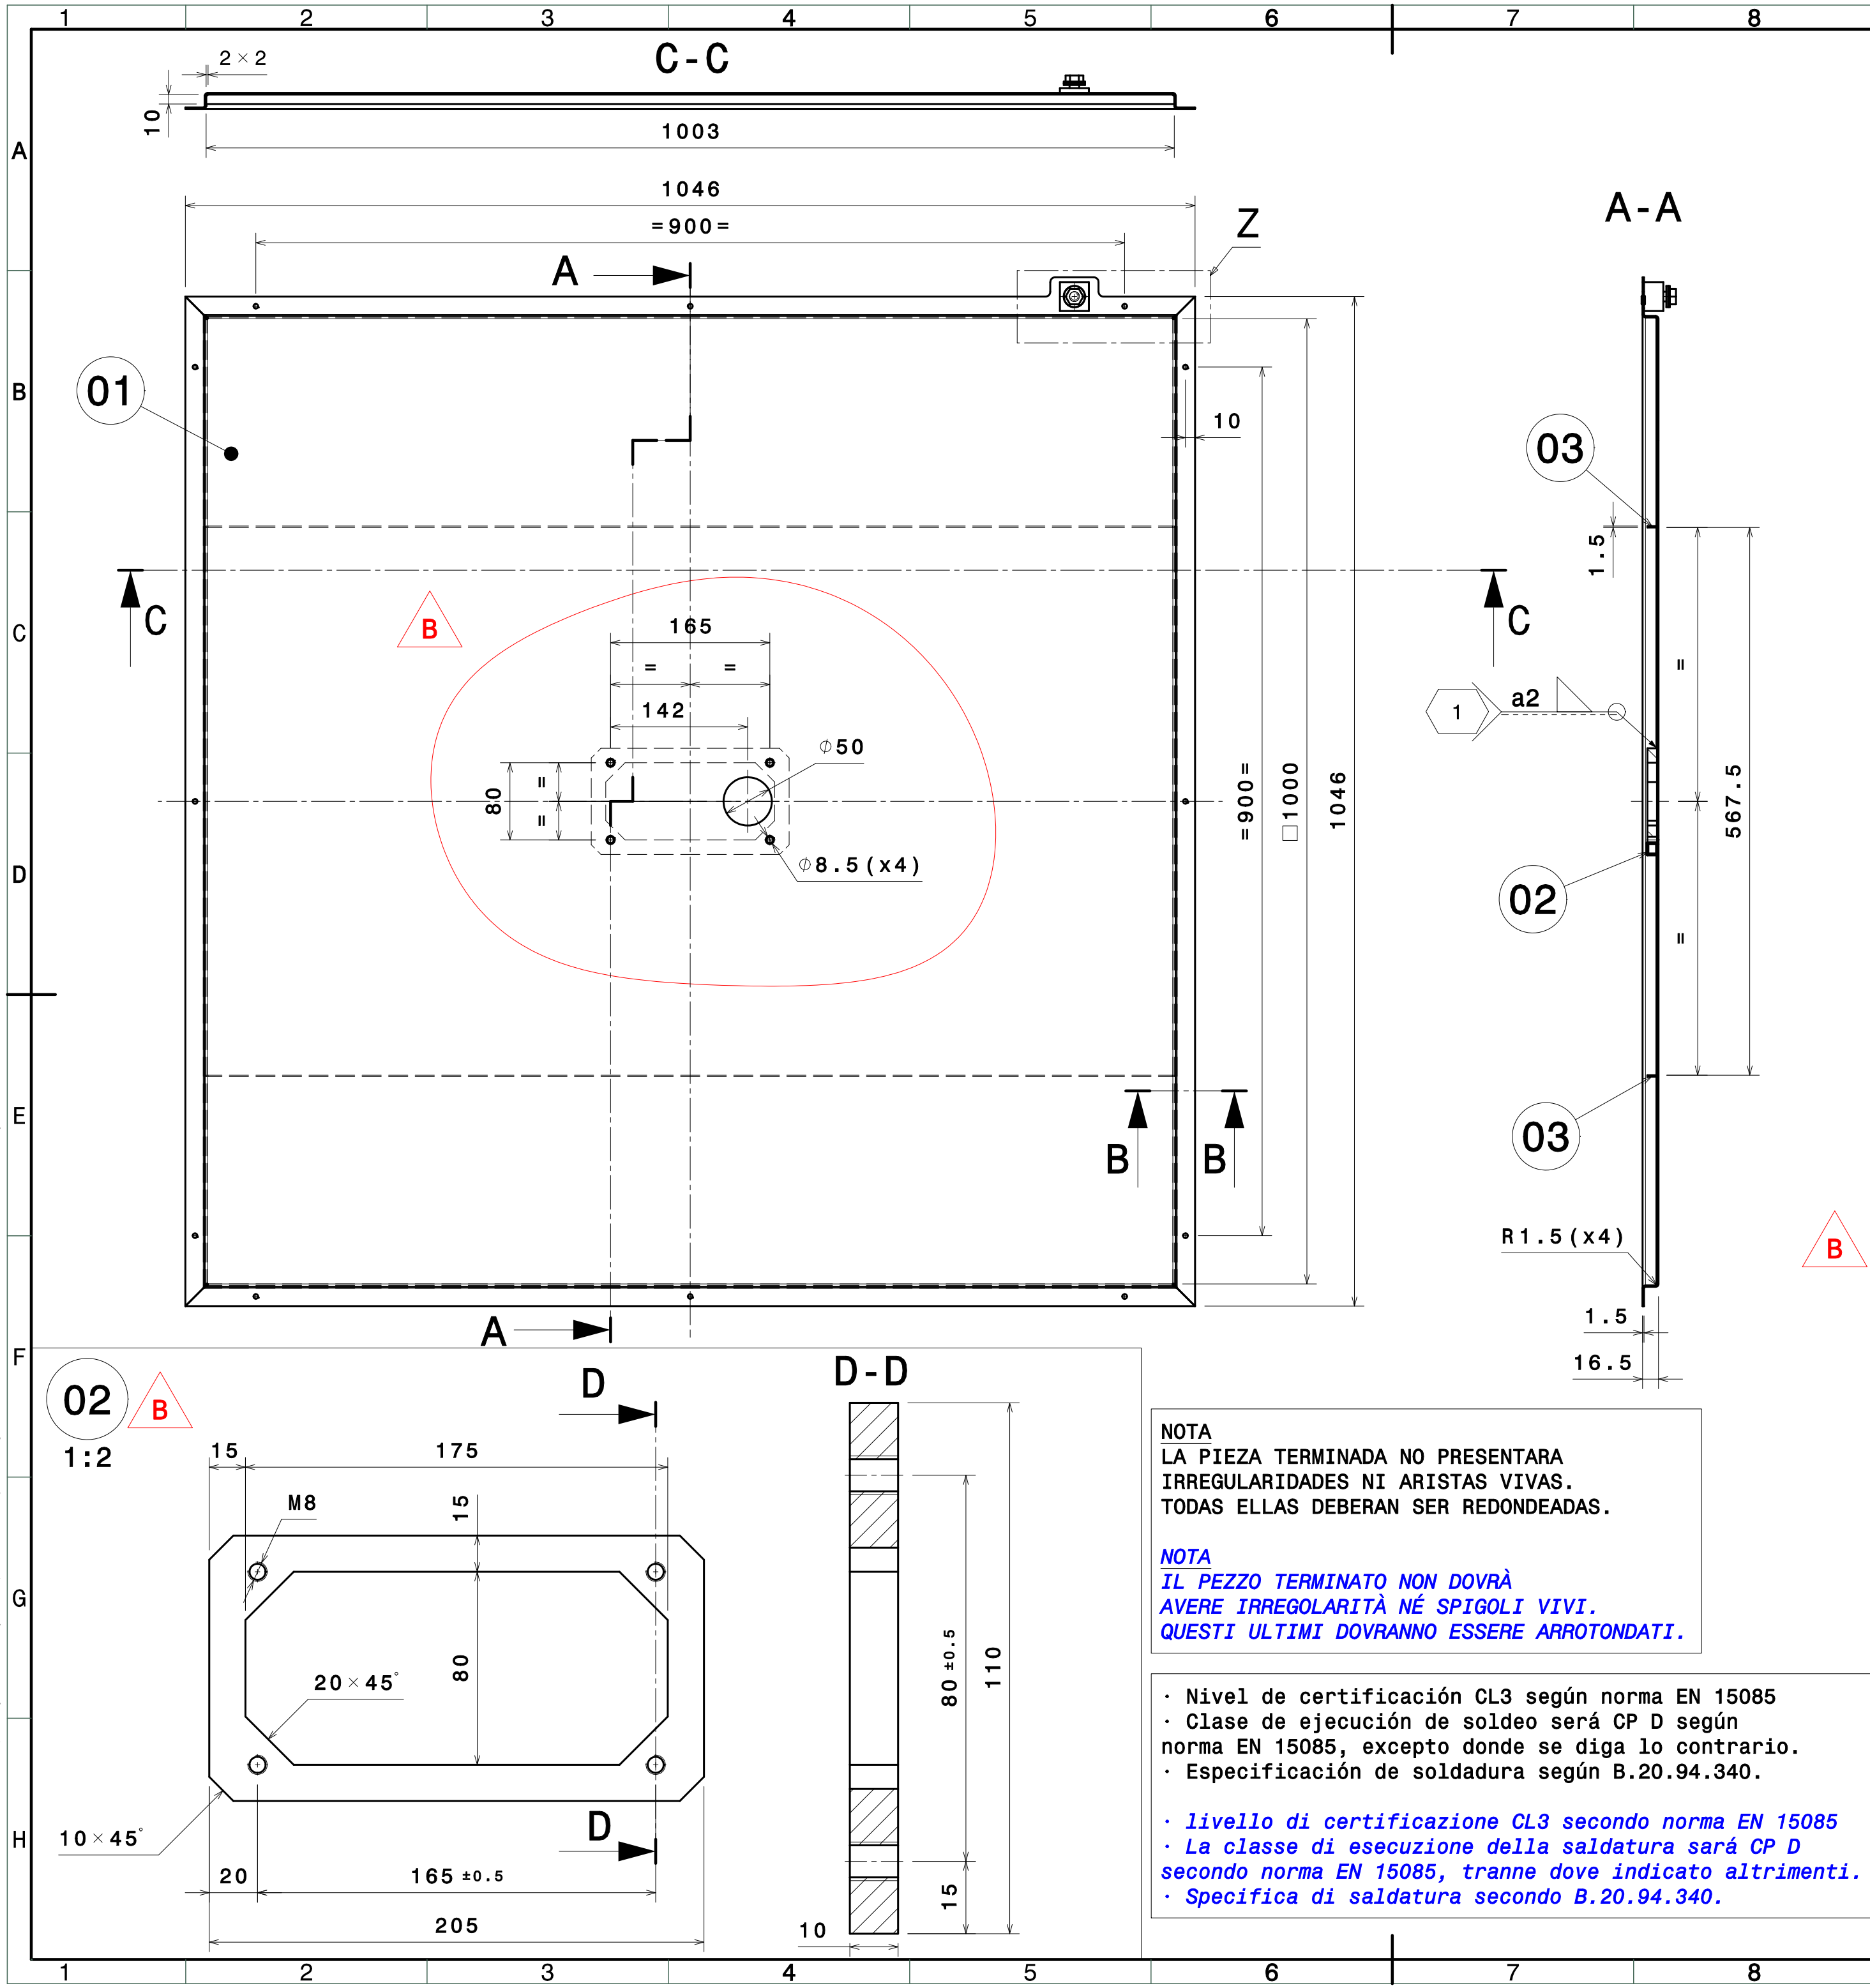 1 2 3 4 5 6 7 8
C-C
2×2
10
1003
A
1046
=900=
A-A
Z
A
01
B
10
03
1.5
C
C
C
B
165
= =
=
142
1
a2
∅50
80
=
=
=900=
□1000
1046
567.5
D
∅8.5(x4)
02
=
E
B B
03
R1.5(x4)
B
A
1.5
16.5
F
02
B
1:2
D
D-D
15
175
M8
15
G
20×45°
80
80 ±0.5
110
H
10×45°
D
20
165 ±0.5
15
205
10
NOTA
LA PIEZA TERMINADA NO PRESENTARA
IRREGULARIDADES NI ARISTAS VIVAS.
TODAS ELLAS DEBERAN SER REDONDEADAS.
NOTA
IL PEZZO TERMINATO NON DOVRÀ
AVERE IRREGOLARITÀ NÉ SPIGOLI VIVI.
QUESTI ULTIMI DOVRANNO ESSERE ARROTONDATI.
· Nivel de certificación CL3 según norma EN 15085
· Clase de ejecución de soldeo será CP D según
norma EN 15085, excepto donde se diga lo contrario.
· Especificación de soldadura según B.20.94.340.
· livello di certificazione CL3 secondo norma EN 15085
· La classe di esecuzione della saldatura sará CP D
secondo norma EN 15085, tranne dove indicato altrimenti.
· Specifica di saldatura secondo B.20.94.340.
1 2 3 4 5 6 7 8